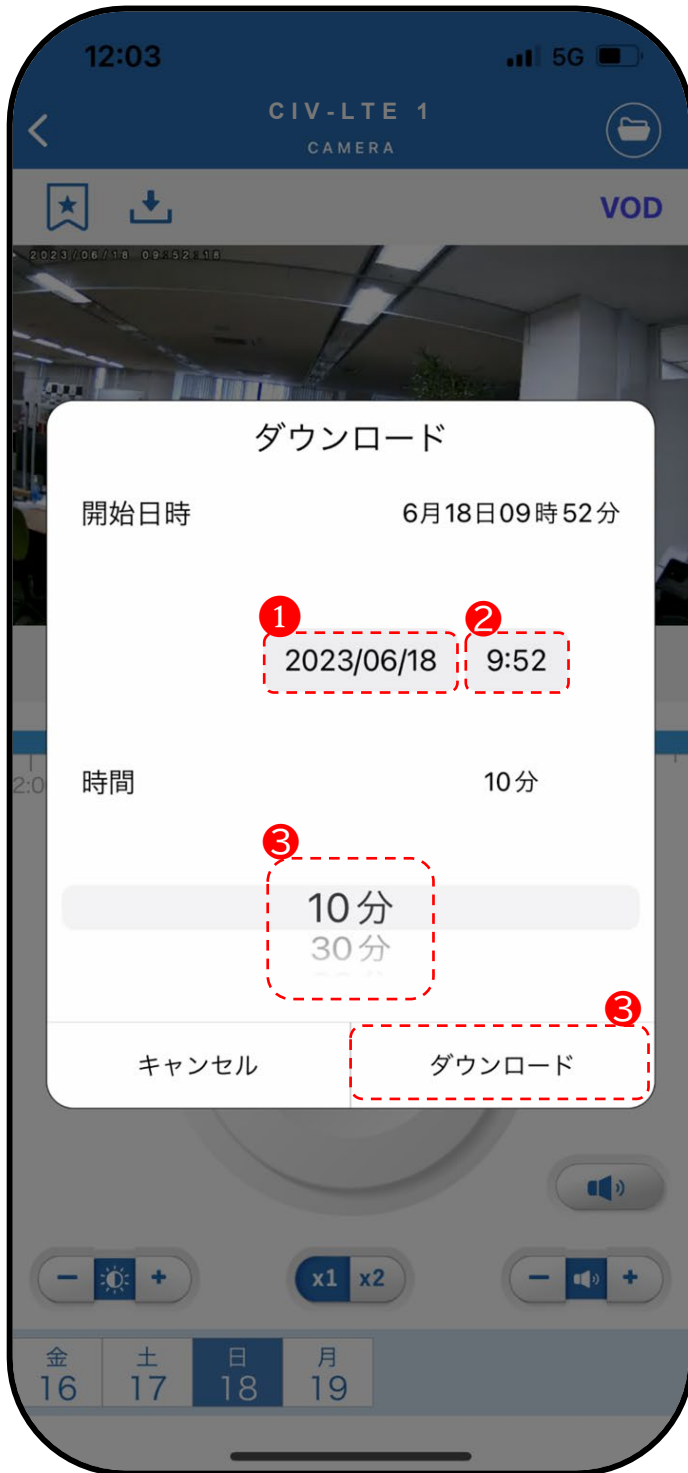 12:03 5G
CIV-LTE 1
CAMERA
VOD
2023/06/18 09:52:18
ダウンロード
開始日時 6月18日09時52分
1 2
2023/06/18 9:52
時間 10分
3
10分
30分
3
キャンセル ダウンロード
− + x1 x2 − +
金 土 日 月
16 17 18 19